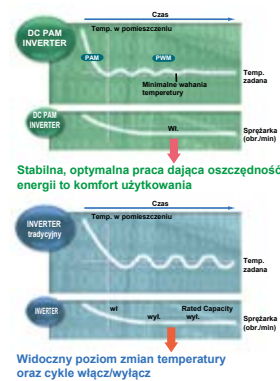 Czas
Temp. w pomieszczeniu
DC PAM
INVERTER
PAM
PWM
Minimalne wahania
temperetury
Temp.
zadana
DC PAM
INVERTER
Wł.
Sprężarka
(obr./min)
Stabilna, optymalna praca dająca oszczędność
energii to komfort użytkowania
Czas
Temp. w pomieszczeniu
INVERTER
tradycyjny
Temp.
zadana
INVERTER
wł
Rated Capacity
wył.
wył.
Sprężarka
(obr./min)
Widoczny poziom zmian temperatury
oraz cykle włącz/wyłącz